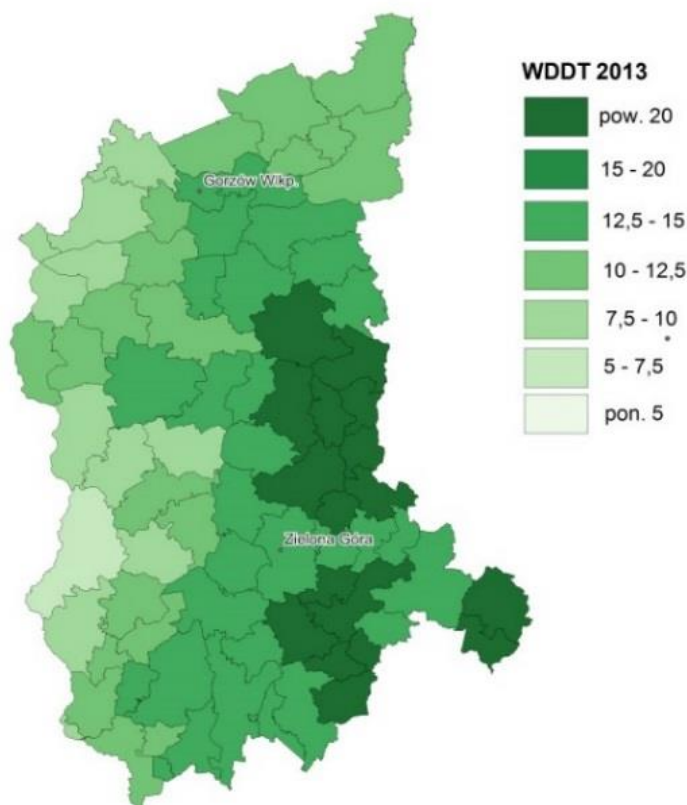 WDDT 2013
pow. 20
15 - 20
12,5 - 15
10 - 12,5
7,5 - 10
5 - 7,5
pon. 5
Gorzów Wlkp.
Zielona Góra